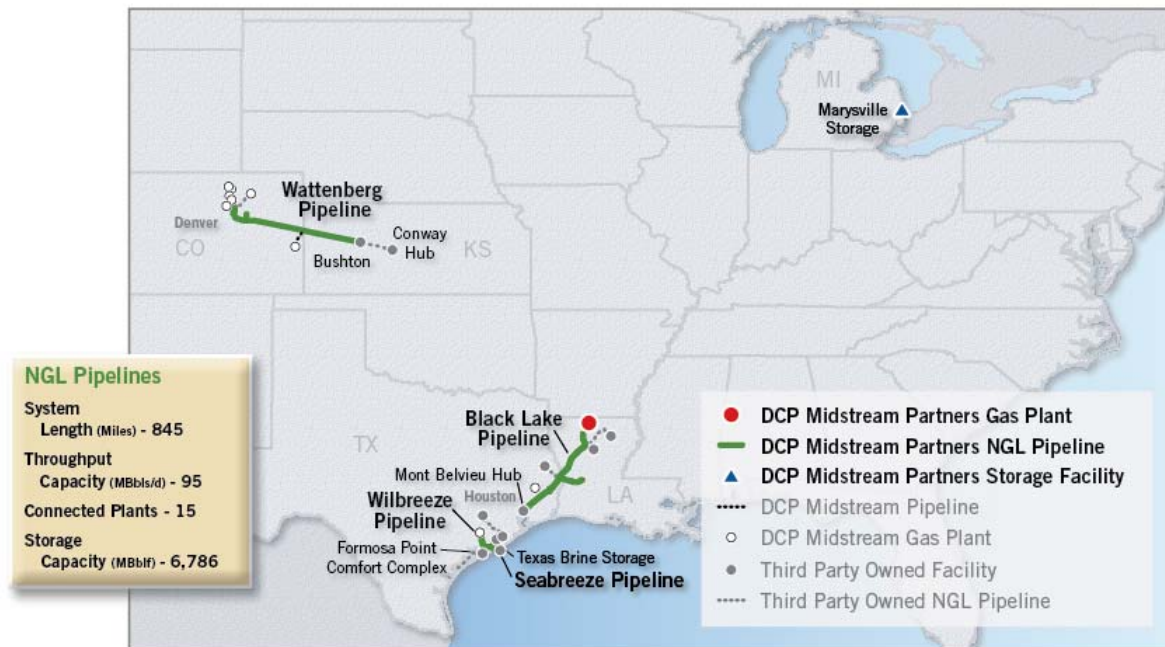 MI
Marysville
Storage
Wattenberg
Pipeline
Denver
CO
Conway
Hub
KS
Bushton
NGL Pipelines
System
Length (Miles) - 845
Throughput
Capacity (MBbls/d) - 95
Connected Plants - 15
Storage
Capacity (MBblf) - 6,786
TX
Black Lake
Pipeline
Mont Belvieu Hub
Houston
LA
Wilbreeze
Pipeline
Formosa Point
Comfort Complex
Texas Brine Storage
Seabreeze Pipeline
DCP Midstream Partners Gas Plant
DCP Midstream Partners NGL Pipeline
DCP Midstream Partners Storage Facility
DCP Midstream Pipeline
DCP Midstream Gas Plant
Third Party Owned Facility
Third Party Owned NGL Pipeline